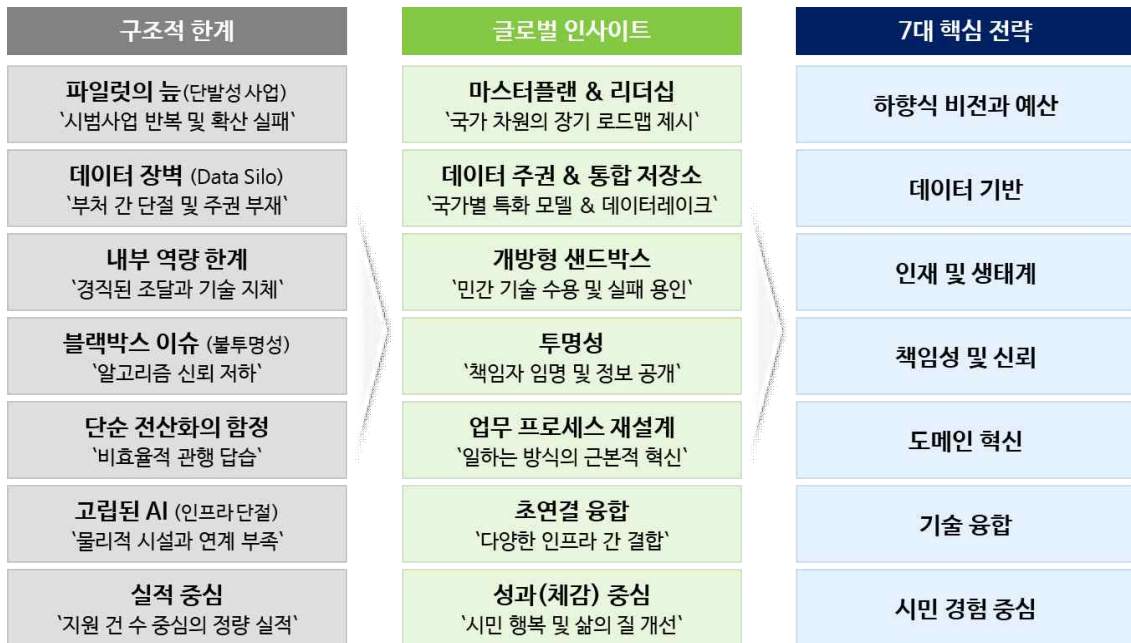 구조적 한계
글로벌 인사이트
7대 핵심 전략
파일럿의 늪(단발성 사업)
`시범사업 반복 및 확산 실패`
마스터플랜 & 리더십
`국가 차원의 장기 로드맵 제시`
하향식 비전과 예산
데이터 장벽 (Data Silo)
`부처 간 단절 및 주권 부재`
데이터 주권 & 통합 저장소
`국가별 특화 모델 & 데이터레이크`
데이터 기반
내부 역량 한계
`경직된 조달과 기술 지체`
개방형 샌드박스
`민간 기술 수용 및 실패 용인`
인재 및 생태계
블랙박스 이슈 (불투명성)
`알고리즘 신뢰 저하`
투명성
`책임자 임명 및 정보 공개`
책임성 및 신뢰
단순 전산화의 함정
`비효율적 관행 답습`
업무 프로세스 재설계
`일하는 방식의 근본적 혁신`
도메인 혁신
고립된 AI (인프라 단절)
`물리적 시설과 연계 부족`
초연결 융합
`다양한 인프라 간 결합`
기술 융합
실적 중심
`지원 건 수 중심의 정량 실적`
성과(체감) 중심
`시민 행복 및 삶의 질 개선`
시민 경험 중심